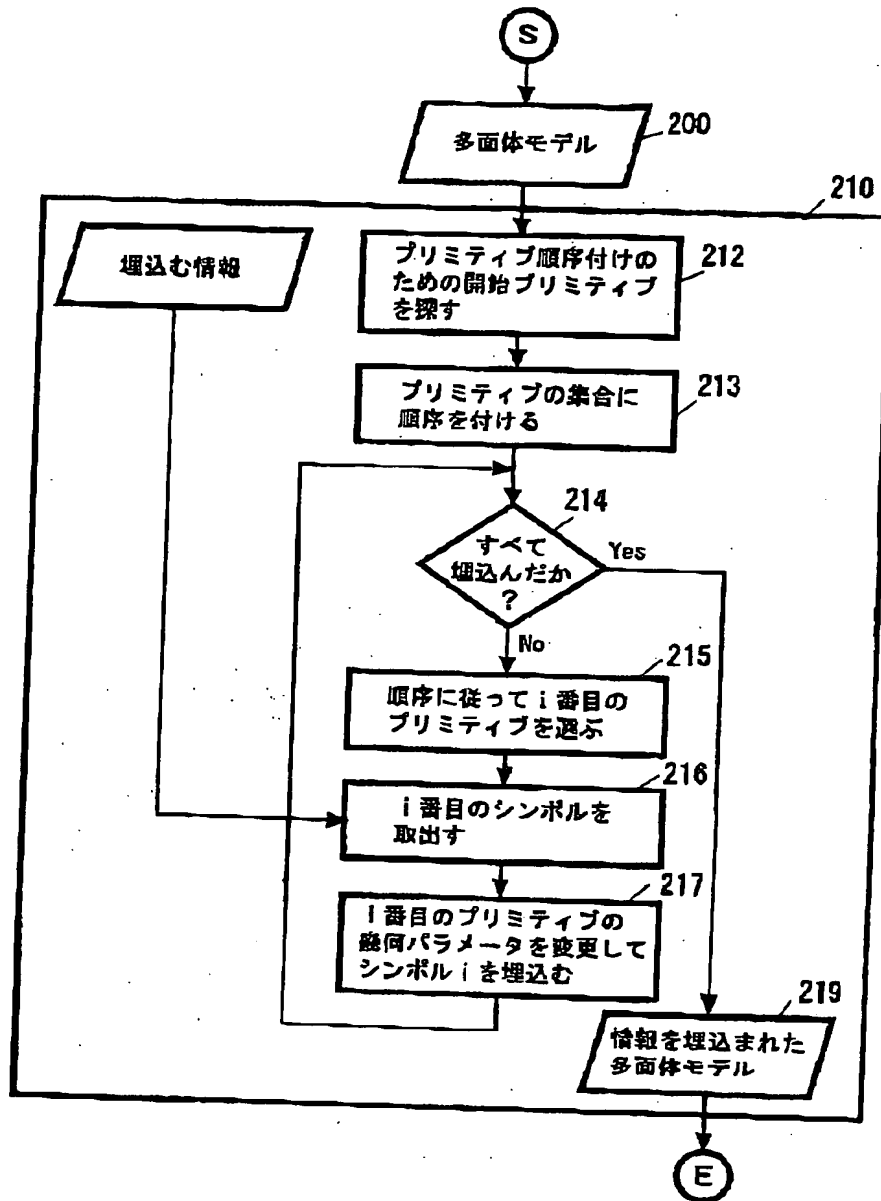 S
多面体モデル
200
210
埋込む情報
プリミティブ順序付けの
ための開始プリミティブ
を探す
212
プリミティブの集合に
順序を付ける
213
214
すべて
埋込んだか
?
Yes
No
215
順序に従ってi番目の
プリミティブを選ぶ
216
i番目のシンボルを
取出す
217
i番目のプリミティブの
幾何パラメータを変更して
シンボルiを埋込む
219
情報を埋込まれた
多面体モデル
E